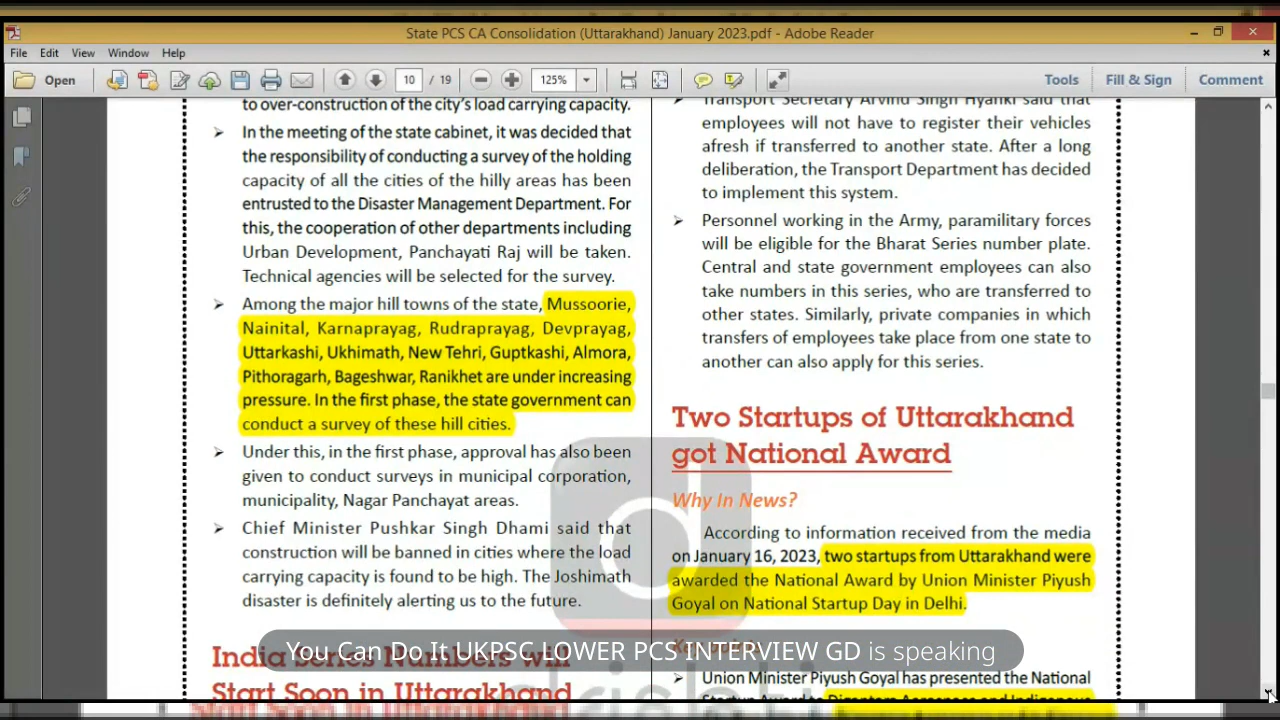 State PCS CA Consolidation (Uttarakhand) January 2023.pdf - Adobe Reader
File Edit View Window Help
Open 10 / 19 125% Tools Fill & Sign Comment
to over-construction of the city's load carrying capacity.
➢ In the meeting of the state cabinet, it was decided that
the responsibility of conducting a survey of the holding
capacity of all the cities of the hilly areas has been
entrusted to the Disaster Management Department. For
this, the cooperation of other departments including
Urban Development, Panchayati Raj will be taken.
Technical agencies will be selected for the survey.
➢ Among the major hill towns of the state, Mussoorie,
Nainital, Karnaprayag, Rudraprayag, Devprayag,
Uttarkashi, Ukhimath, New Tehri, Guptkashi, Almora,
Pithoragarh, Bageshwar, Ranikhet are under increasing
pressure. In the first phase, the state government can
conduct a survey of these hill cities.
➢ Under this, in the first phase, approval has also been
given to conduct surveys in municipal corporation,
municipality, Nagar Panchayat areas.
➢ Chief Minister Pushkar Singh Dhami said that
construction will be banned in cities where the load
carrying capacity is found to be high. The Joshimath
disaster is definitely alerting us to the future.
India Series Numbers will
Start Soon in Uttarakhand
➢ Transport Secretary Arvind Singh Hyanki said that
employees will not have to register their vehicles
afresh if transferred to another state. After a long
deliberation, the Transport Department has decided
to implement this system.
➢ Personnel working in the Army, paramilitary forces
will be eligible for the Bharat Series number plate.
Central and state government employees can also
take numbers in this series, who are transferred to
other states. Similarly, private companies in which
transfers of employees take place from one state to
another can also apply for this series.
Two Startups of Uttarakhand
got National Award
Why In News?
According to information received from the media
on January 16, 2023, two startups from Uttarakhand were
awarded the National Award by Union Minister Piyush
Goyal on National Startup Day in Delhi.
➢ Union Minister Piyush Goyal has presented the National
You Can Do It UKPSC LOWER PCS INTERVIEW GD is speaking